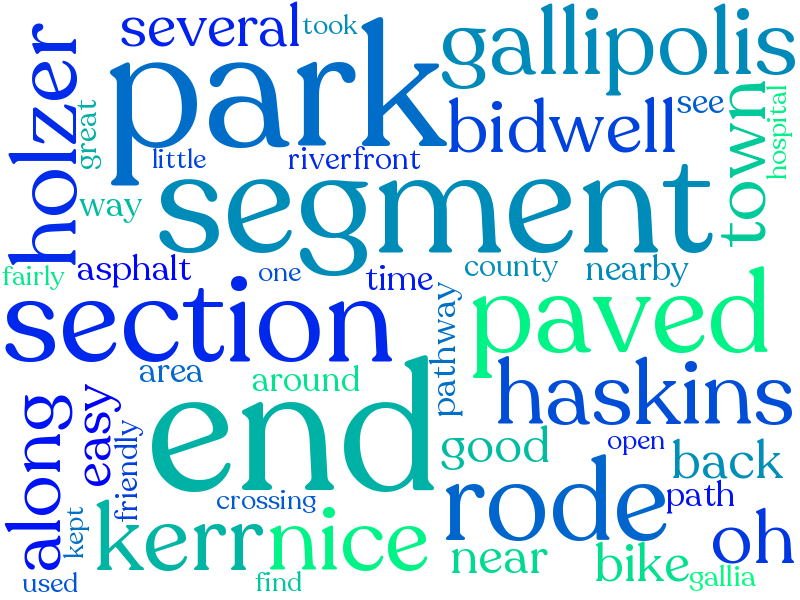 several
took
gallipolis
holzer
park
great
bidwell
see
town
hospital
little
riverfront
way
segment
fairly
asphalt
one
time
county
nearby
section
pathway
paved
area
around
haskins
along
easy
friendly
end
good
open
back
kept
crossing
rode
path
kerr
nice
near
bike
oh
used
find
gallia